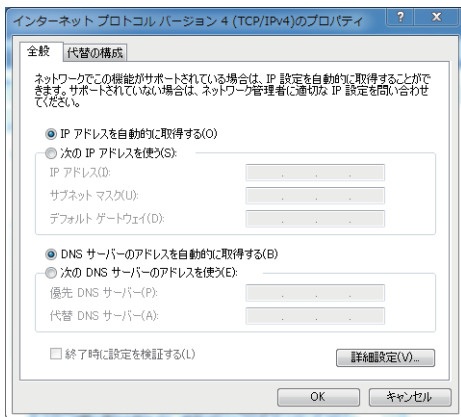 インターネット プロトコル バージョン 4 (TCP/IPv4)のプロパティ
全般
代替の構成
ネットワークでこの機能がサポートされている場合は、IP 設定を自動的に取得することがで
きます。サポートされていない場合は、ネットワーク管理者に適切な IP 設定を問い合わせ
てください。
IP アドレスを自動的に取得する(O)
次の IP アドレスを使う(S):
IP アドレス(I):
サブネット マスク(U):
デフォルト ゲートウェイ(D):
DNS サーバーのアドレスを自動的に取得する(B)
次の DNS サーバーのアドレスを使う(E):
優先 DNS サーバー(P):
代替 DNS サーバー(A):
終了時に設定を検証する(L)
詳細設定(V)...
OK
キャンセル